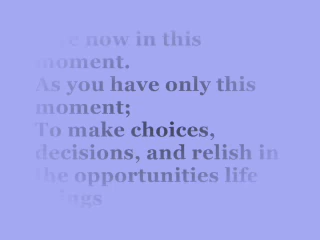 now in this
moment.
As you have only this
moment;
To make choices,
decisions, and relish in
the opportunities life